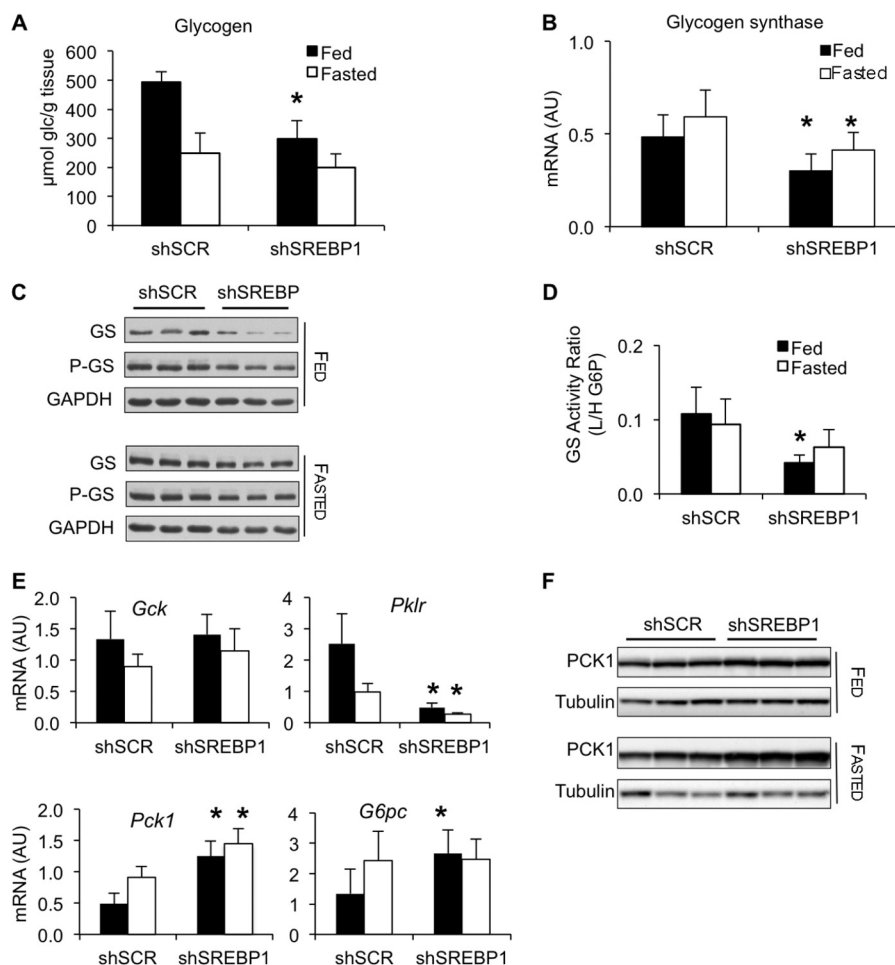 A
Glycogen
µmol glc/g tissue
600
500
400
300
200
100
0
Fed
Fasted
*
shSCR
shSREBP1
B
Glycogen synthase
mRNA (AU)
1.0
0.5
0.0
Fed
Fasted
* *
shSCR
shSREBP1
C
shSCR shSREBP
GS
P-GS
GAPDH
FED
GS
P-GS
GAPDH
FASTED
D
GS Activity Ratio
(L/H G6P)
0.2
0.1
0.0
Fed
Fasted
*
shSCR
shSREBP1
E
Gck
mRNA (AU)
2.0
1.5
1.0
0.5
0.0
shSCR
shSREBP1
Pklr
4
3
2
1
0
* *
shSCR
shSREBP1
Pck1
mRNA (AU)
2.0
1.5
1.0
0.5
0.0
* *
shSCR
shSREBP1
G6pc
4
3
2
1
0
*
shSCR
shSREBP1
F
shSCR shSREBP1
PCK1
Tubulin
FED
PCK1
Tubulin
FASTED